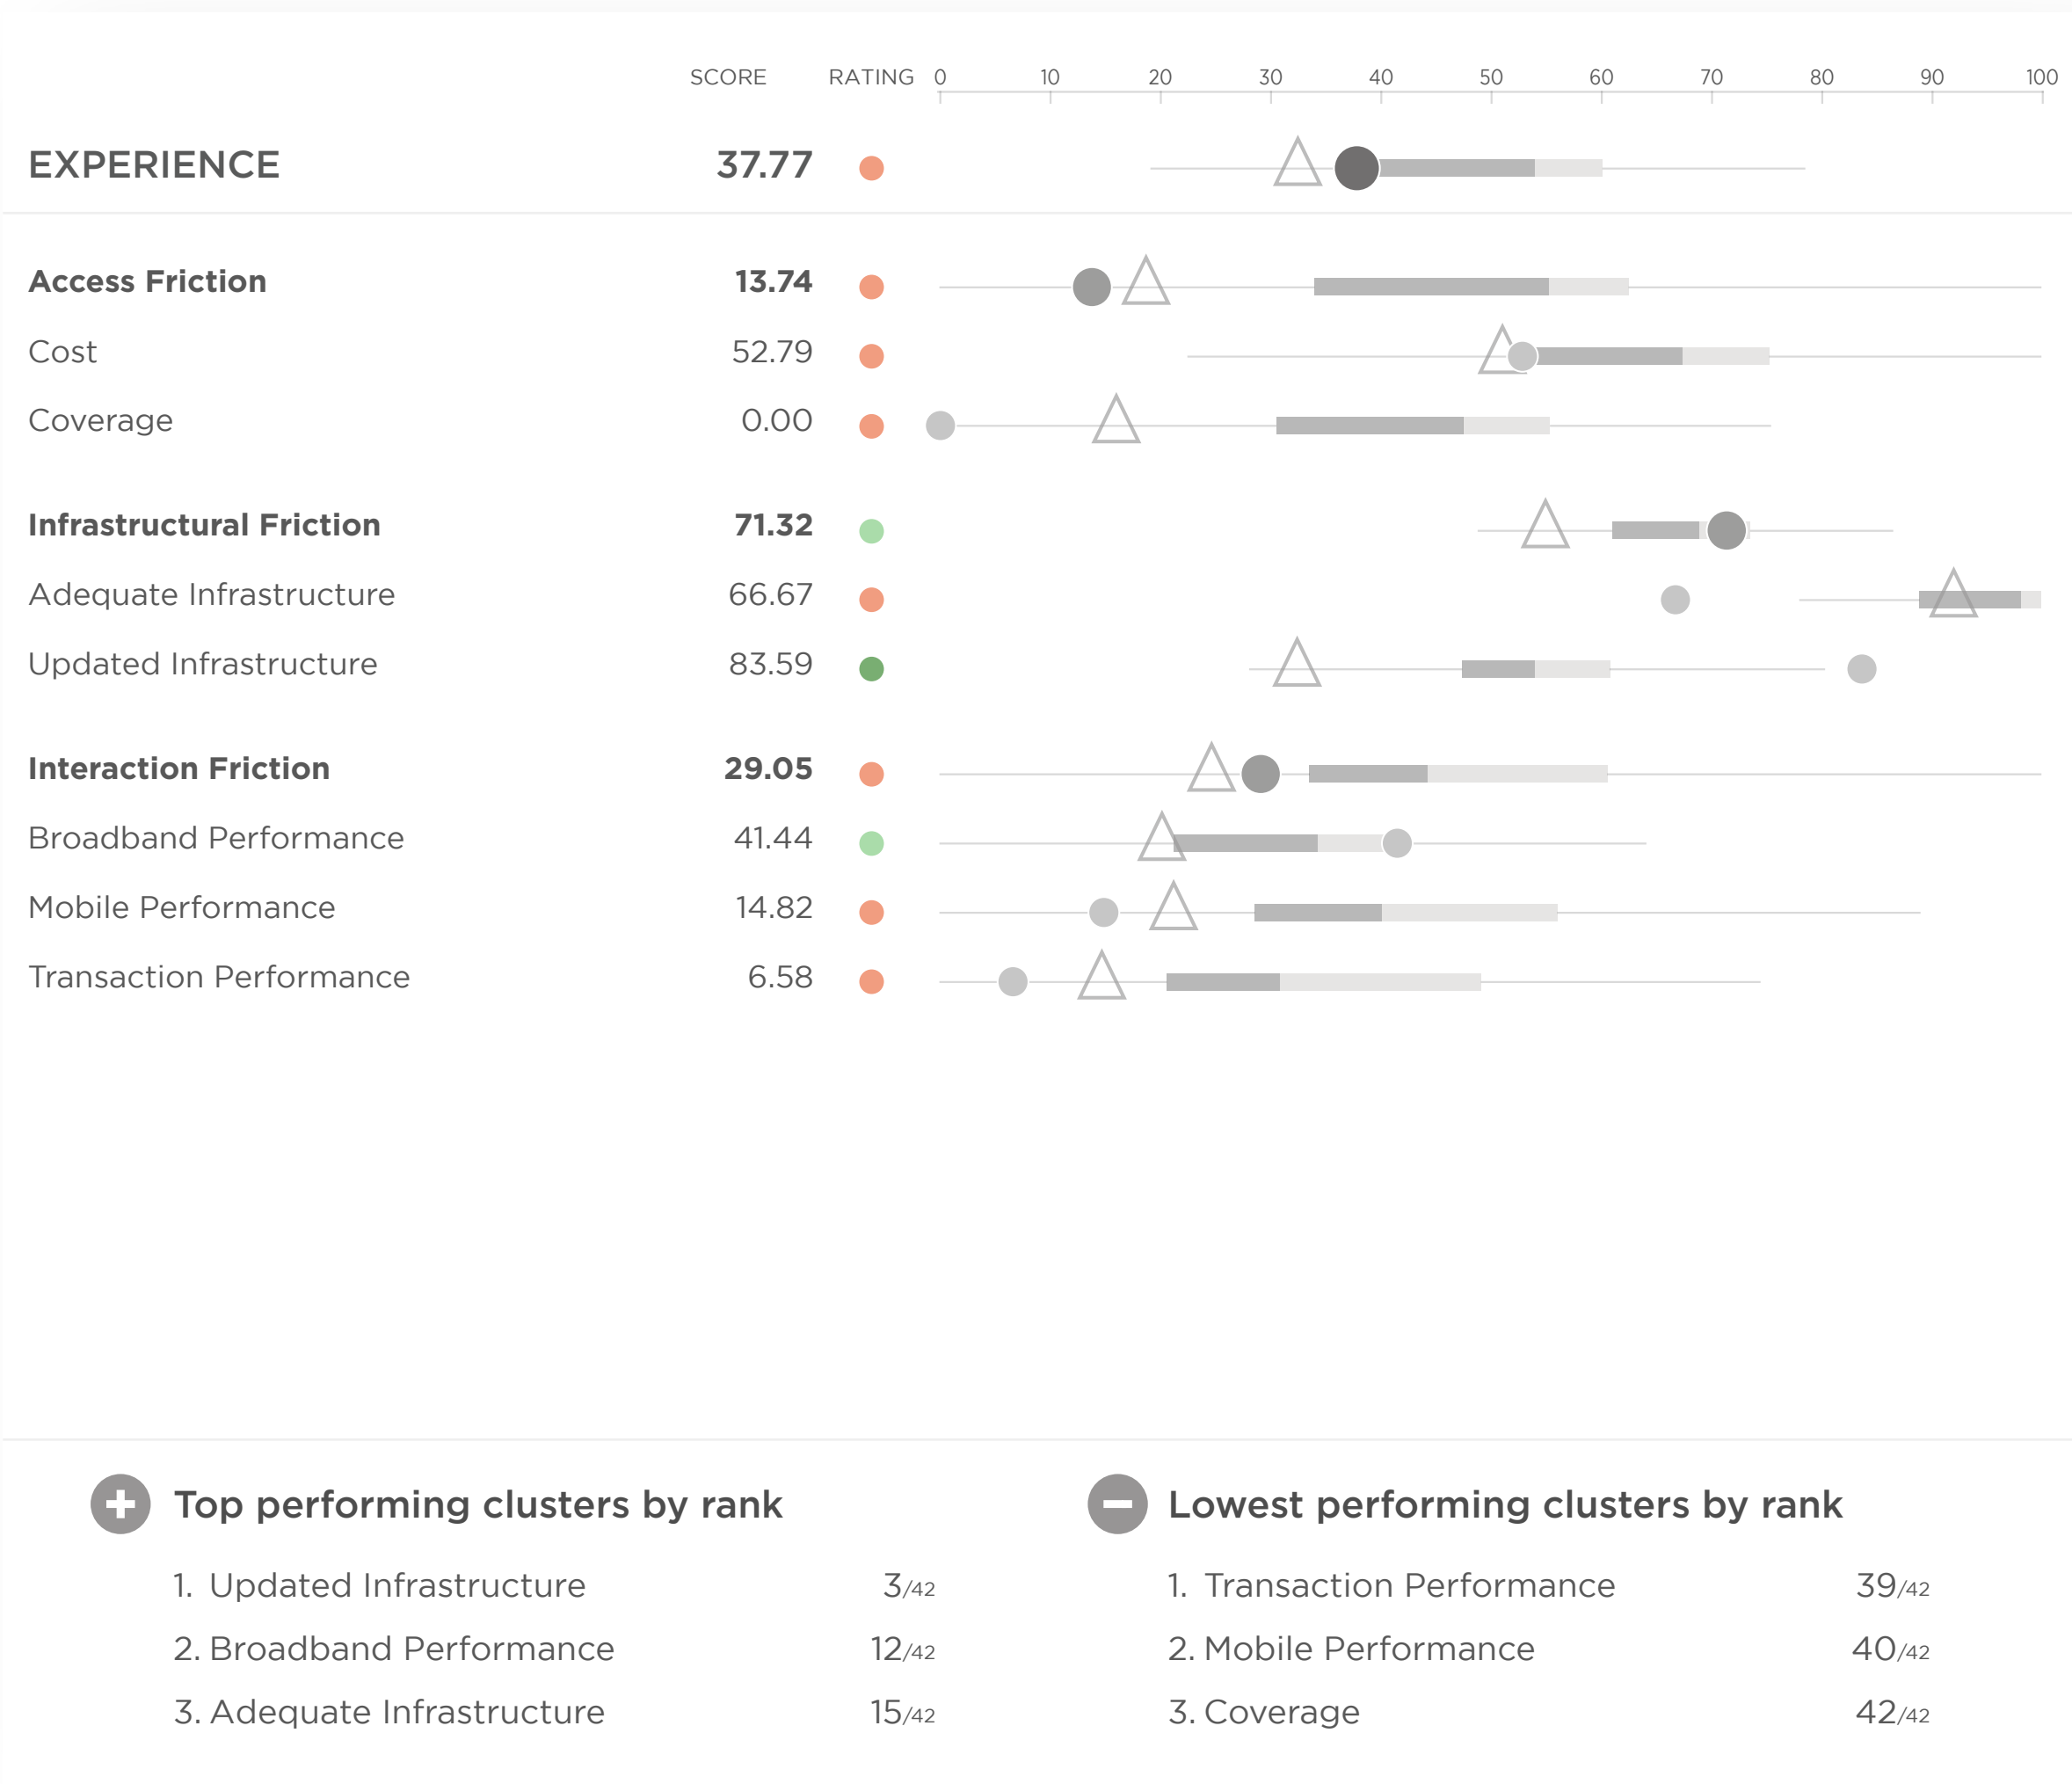 SCORE RATING 0 10 20 30 40 50 60 70 80 90 100
EXPERIENCE 37.77
Access Friction 13.74
Cost 52.79
Coverage 0.00
Infrastructural Friction 71.32
Adequate Infrastructure 66.67
Updated Infrastructure 83.59
Interaction Friction 29.05
Broadband Performance 41.44
Mobile Performance 14.82
Transaction Performance 6.58
Top performing clusters by rank
1. Updated Infrastructure 3/42
2. Broadband Performance 12/42
3. Adequate Infrastructure 15/42
Lowest performing clusters by rank
1. Transaction Performance 39/42
2. Mobile Performance 40/42
3. Coverage 42/42